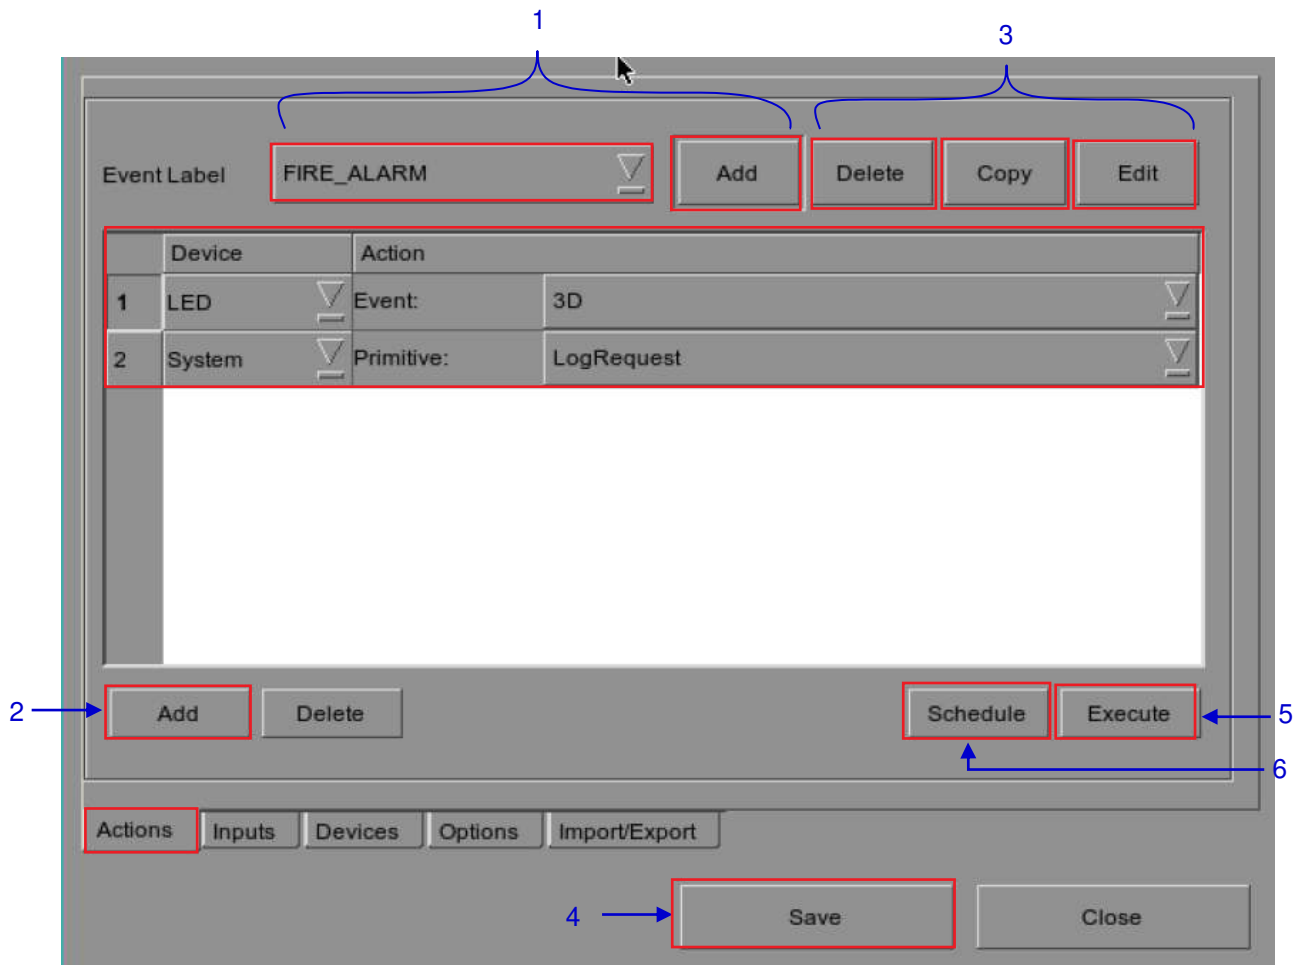 1
3
Event Label FIRE_ALARM Add Delete Copy Edit
Device Action
1 LED Event: 3D
2 System Primitive: LogRequest
2 Add Delete Schedule Execute 5
6
Actions Inputs Devices Options Import/Export
4 Save Close